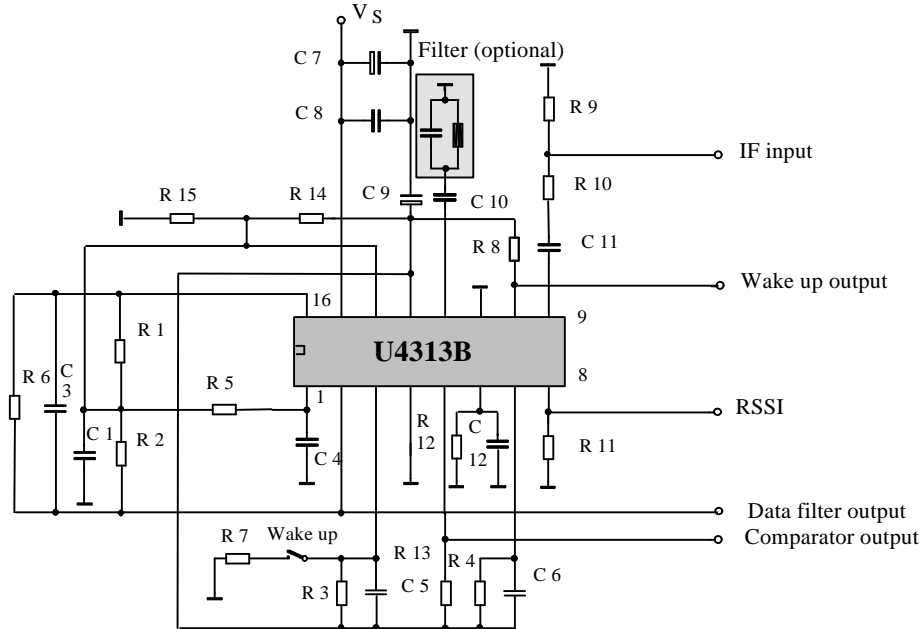 V S
C 7
Filter (optional)
C 8
R 9
IF input
R 10
R 15
R 14
C 9
C 10
R 8
C 11
Wake up output
16
9
R 1
U4313B
C
3
R 6
8
R 5
1
R
12
C
12
RSSI
C 1
R 2
C 4
R 11
Data filter output
Wake up
Comparator output
R 7
R 13
R 4
R 3
C 5
C 6